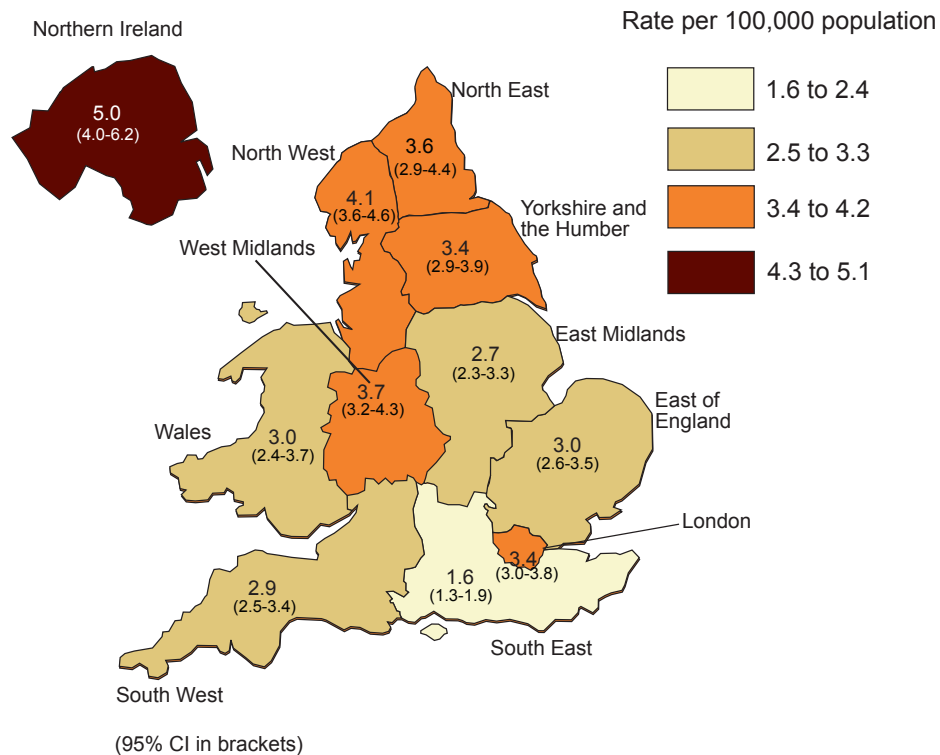 Rate per 100,000 population
1.6 to 2.4
2.5 to 3.3
3.4 to 4.2
4.3 to 5.1
Northern Ireland
5.0
(4.0-6.2)
North East
3.6
(2.9-4.4)
North West
4.1
(3.6-4.6)
Yorkshire and
the Humber
3.4
(2.9-3.9)
West Midlands
3.7
(3.2-4.3)
East Midlands
2.7
(2.3-3.3)
East of
England
3.0
(2.6-3.5)
Wales
3.0
(2.4-3.7)
London
3.4
(3.0-3.8)
1.6
(1.3-1.9)
South East
2.9
(2.5-3.4)
South West
(95% CI in brackets)